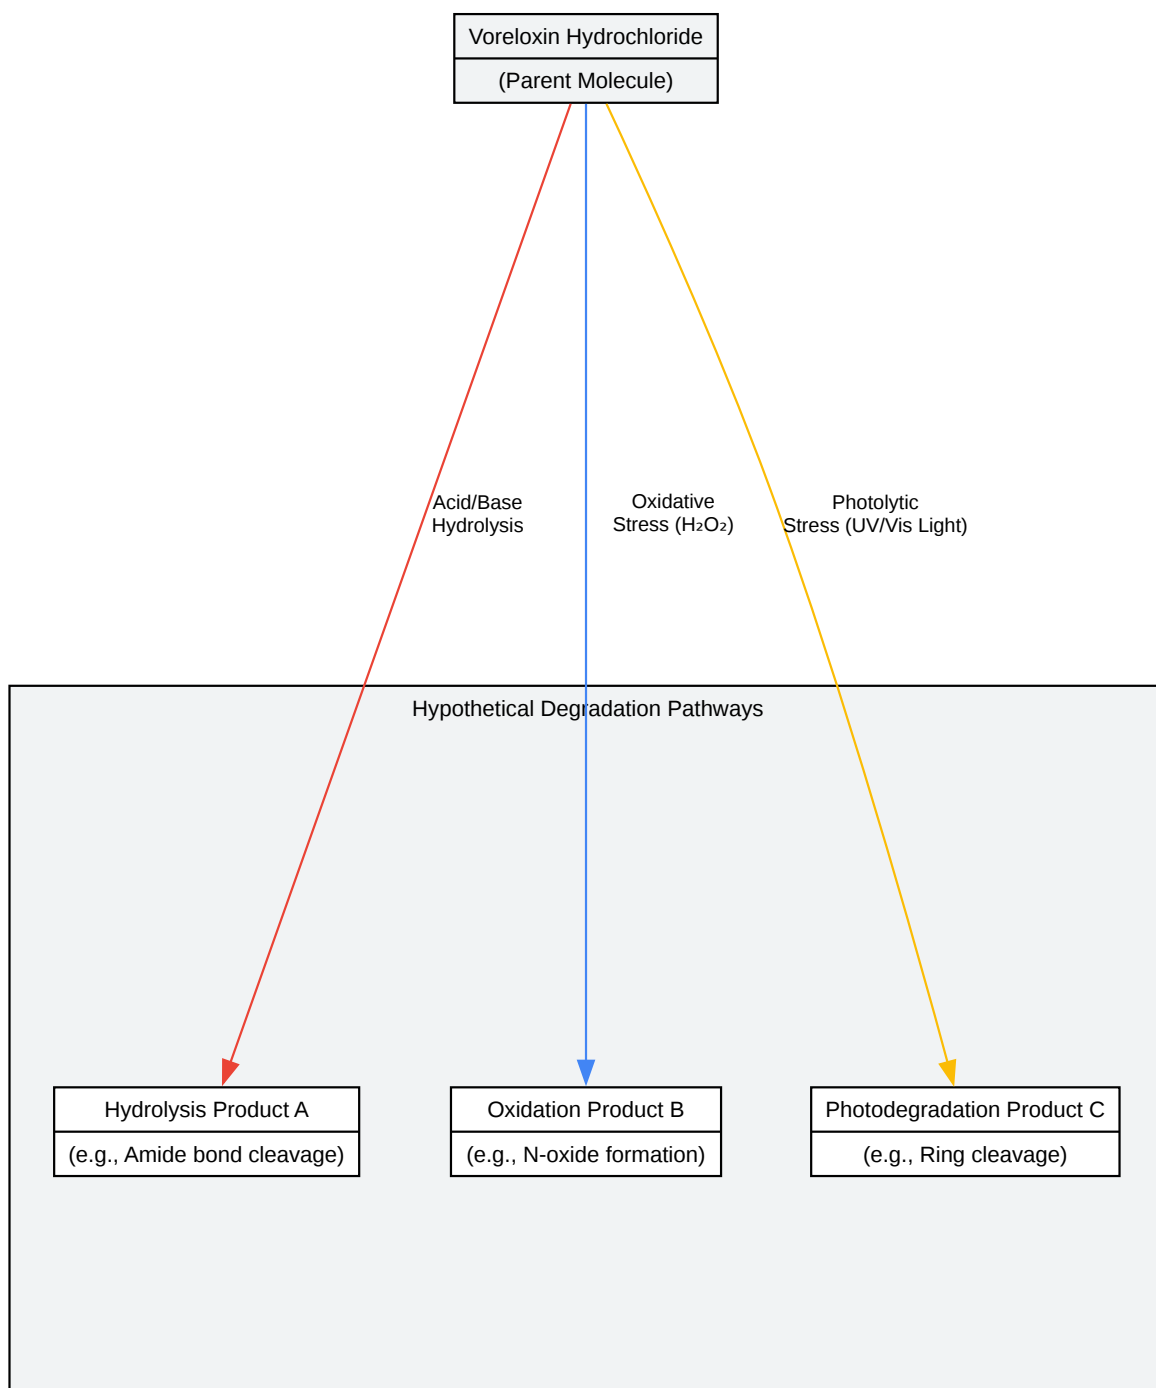 Voreloxin Hydrochloride
(Parent Molecule)
Acid/Base
Hydrolysis
Oxidative
Stress (H₂O₂)
Photolytic
Stress (UV/Vis Light)
Hypothetical Degradation Pathways
Hydrolysis Product A
(e.g., Amide bond cleavage)
Oxidation Product B
(e.g., N-oxide formation)
Photodegradation Product C
(e.g., Ring cleavage)